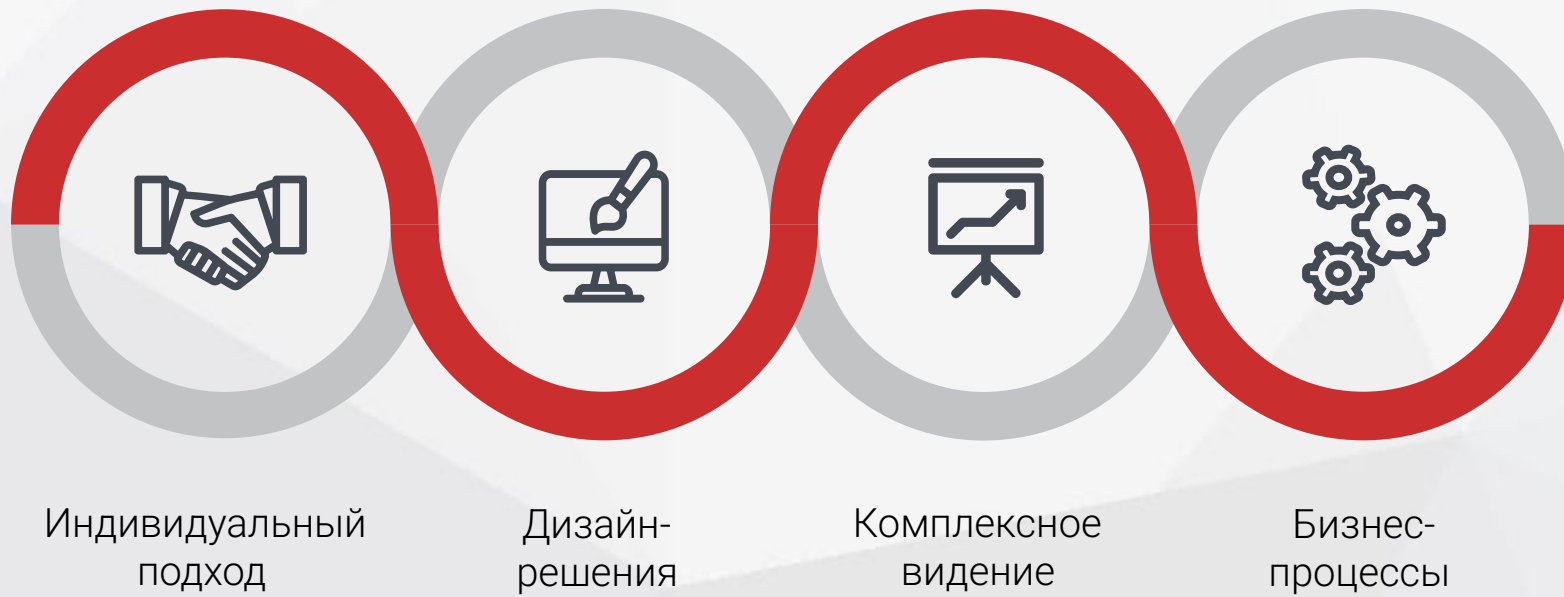 Индивидуальный
подход
Дизайн-
решения
Комплексное
видение
Бизнес-
процессы